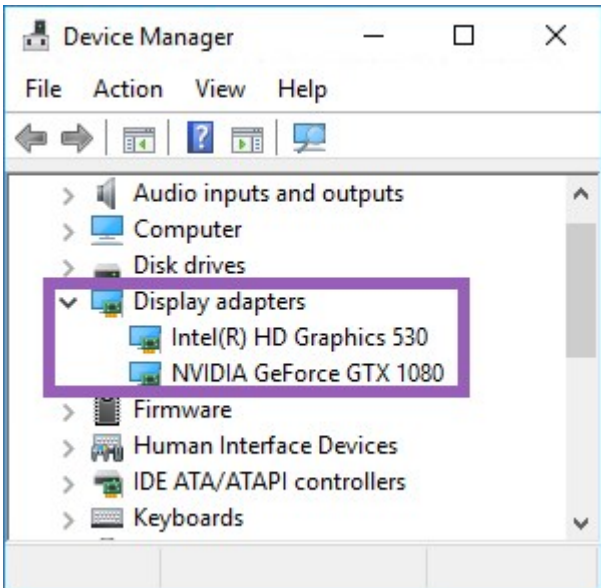 Device Manager
File Action View Help
Audio inputs and outputs
Computer
Disk drives
Display adapters
Intel(R) HD Graphics 530
NVIDIA GeForce GTX 1080
Firmware
Human Interface Devices
IDE ATA/ATAPI controllers
Keyboards